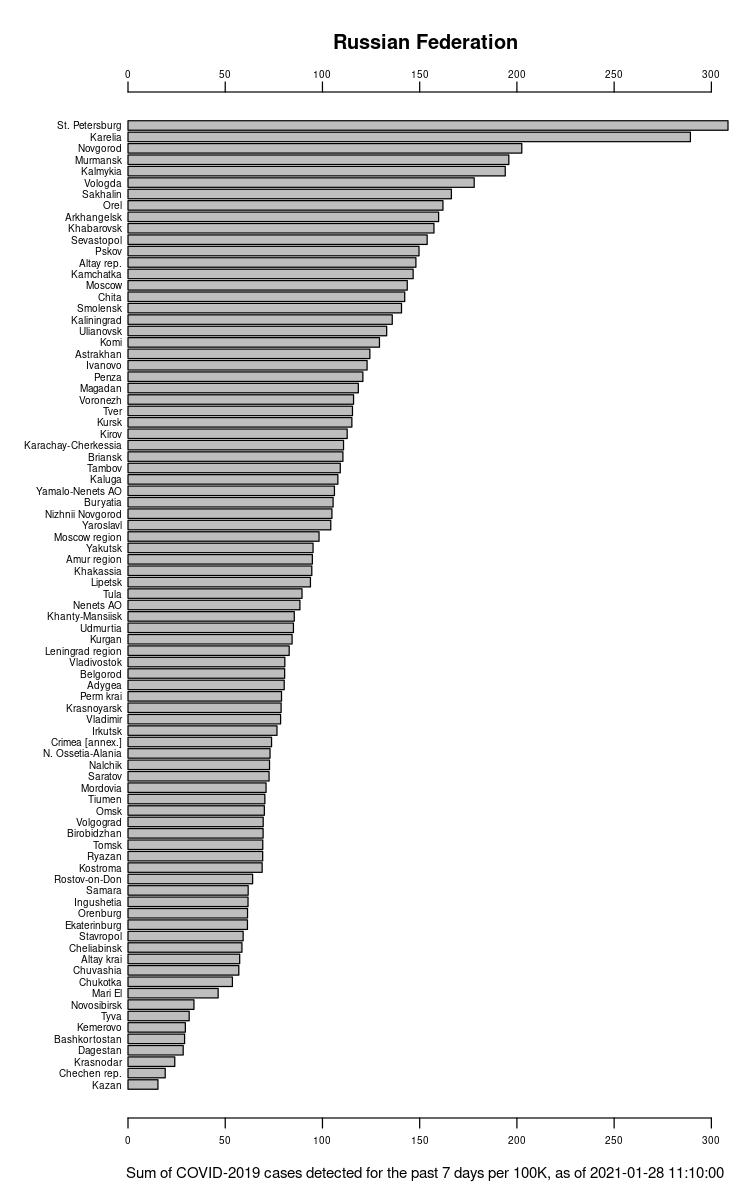 Russian Federation
0 50 100 150 200 250 300
St. Petersburg
Karelia
Novgorod
Murmansk
Kalmykia
Vologda
Sakhalin
Orel
Arkhangelsk
Khabarovsk
Sevastopol
Pskov
Altay rep.
Kamchatka
Moscow
Chita
Smolensk
Kaliningrad
Ulianovsk
Komi
Astrakhan
Ivanovo
Penza
Magadan
Voronezh
Tver
Kursk
Kirov
Karachay-Cherkessia
Briansk
Tambov
Kaluga
Yamalo-Nenets AO
Buryatia
Nizhnii Novgorod
Yaroslavl
Moscow region
Yakutsk
Amur region
Khakassia
Lipetsk
Tula
Nenets AO
Khanty-Mansiisk
Udmurtia
Kurgan
Leningrad region
Vladivostok
Belgorod
Adygea
Perm krai
Krasnoyarsk
Vladimir
Irkutsk
Crimea [annex.]
N. Ossetia-Alania
Nalchik
Saratov
Mordovia
Tiumen
Omsk
Volgograd
Birobidzhan
Tomsk
Ryazan
Kostroma
Rostov-on-Don
Samara
Ingushetia
Orenburg
Ekaterinburg
Stavropol
Cheliabinsk
Altay krai
Chuvashia
Chukotka
Mari El
Novosibirsk
Tyva
Kemerovo
Bashkortostan
Dagestan
Krasnodar
Chechen rep.
Kazan
0 50 100 150 200 250 300
Sum of COVID-2019 cases detected for the past 7 days per 100K, as of 2021-01-28 11:10:00